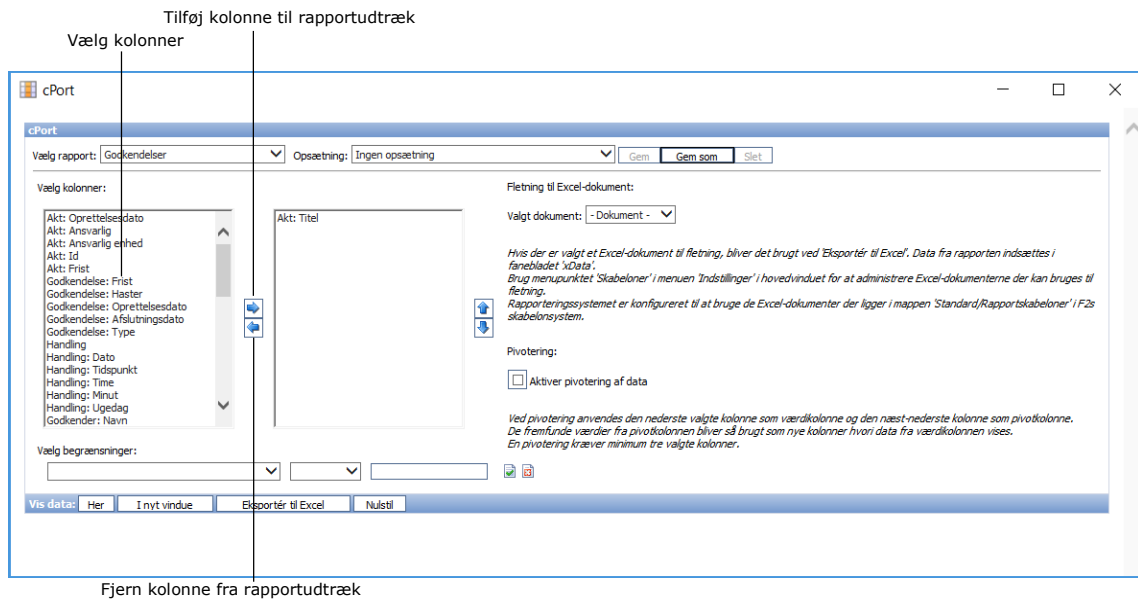 Tilføj kolonne til rapportudtræk
Vælg kolonner
cPort
cPort
Vælg rapport: Godkendelser Opsætning: Ingen opsætning Gem Gem som Slet
Vælg kolonner:
Akt: Oprettelsesdato
Akt: Ansvarlig
Akt: Ansvarlig enhed
Akt: Id
Akt: Frist
Godkendelse: Frist
Godkendelse: Haster
Godkendelse: Oprettelsesdato
Godkendelse: Afslutningsdato
Godkendelse: Type
Handling
Handling: Dato
Handling: Tidspunkt
Handling: Time
Handling: Minut
Handling: Ugedag
Godkender: Navn
Akt: Titel
Fletning til Excel-dokument:
Valgt dokument: - Dokument -
Hvis der er valgt et Excel-dokument til fletning, bliver det brugt ved 'Eksportér til Excel'. Data fra rapporten indsættes i
fanebladet 'xData'.
Brug menupunktet 'Skabeloner' i menuen 'Indstillinger' i hovedvinduet for at administrere Excel-dokumenterne der kan bruges til
fletning.
Rapporteringssystemet er konfigureret til at bruge de Excel-dokumenter der ligger i mappen 'Standard/Rapportskabeloner' i F2s
skabelonsystem.
Pivotering:
Aktiver pivotering af data
Ved pivotering anvendes den nederste valgte kolonne som værdikolonne og den næst-nederste kolonne som pivotkolonne.
De fremfundne værdier fra pivotkolonnen bliver så brugt som nye kolonner hvori data fra værdikolonnen vises.
En pivotering kræver minimum tre valgte kolonner.
Vælg begrænsninger:
Vis data: Her I nyt vindue Eksportér til Excel Nulstil
Fjern kolonne fra rapportudtræk